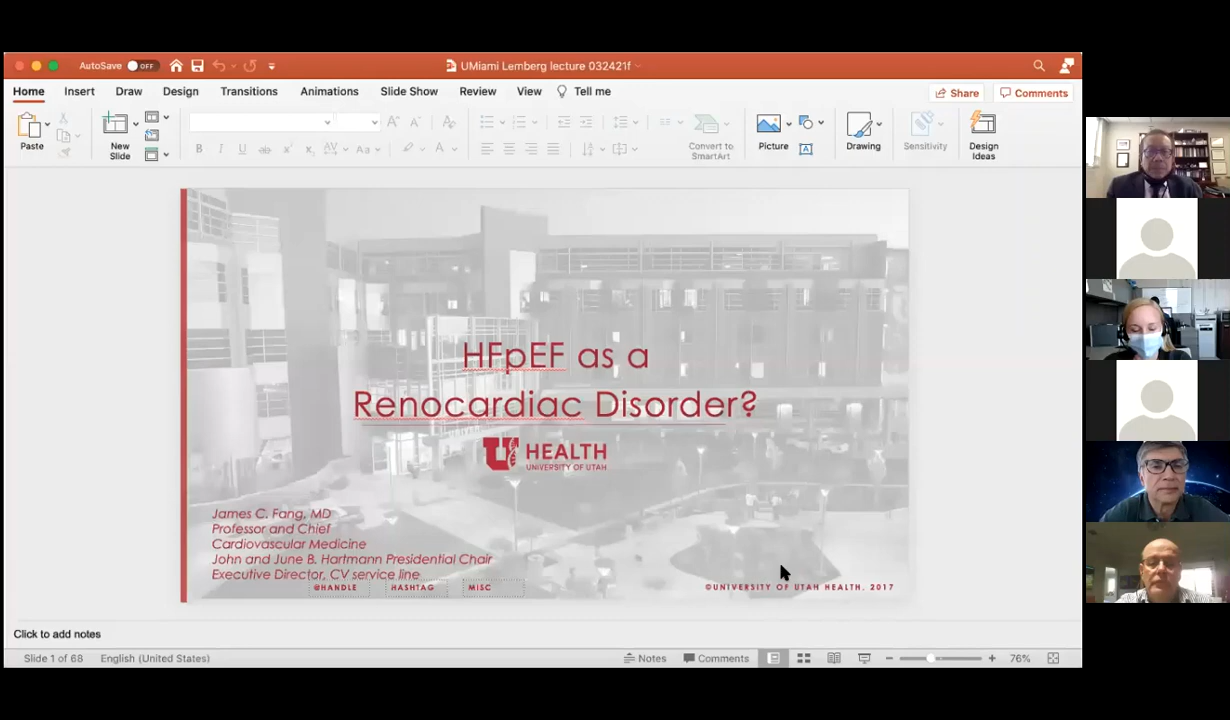 AutoSave OFF
UMiami Lemberg lecture 032421f
Home Insert Draw Design Transitions Animations Slide Show Review View Tell me
Share Comments
Paste
New Slide
Convert to SmartArt
Picture
Drawing
Sensitivity
Design Ideas
HFpEF as a
Renocardiac Disorder?
U HEALTH
UNIVERSITY OF UTAH
James C. Fang, MD
Professor and Chief
Cardiovascular Medicine
John and June B. Hartmann Presidential Chair
Executive Director, CV service line
@HANDLE HASHTAG MISC
©UNIVERSITY OF UTAH HEALTH, 2017
Click to add notes
Slide 1 of 68 English (United States) Notes Comments 76%